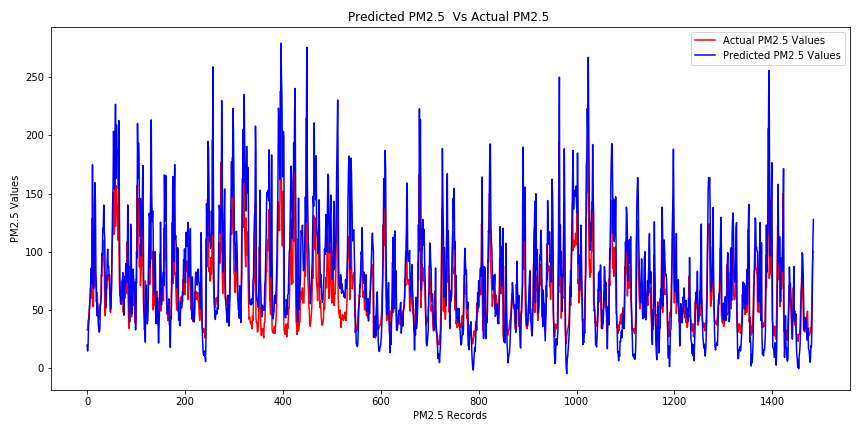 Predicted PM2.5  Vs Actual PM2.5
Actual PM2.5 Values
Predicted PM2.5 Values
PM2.5 Values
250
200
150
100
50
0
0 200 400 600 800 1000 1200 1400
PM2.5 Records